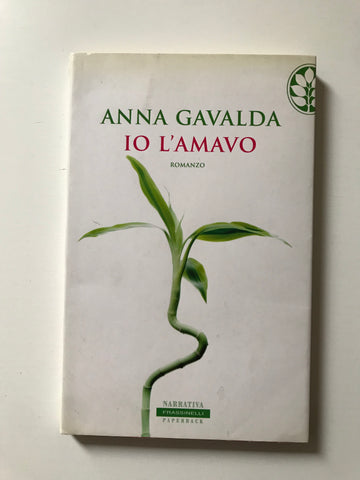 ANNA GAVALDA
IO L'AMAVO
ROMANZO
NARRATIVA
FRASSINELLI
PAPERBACK